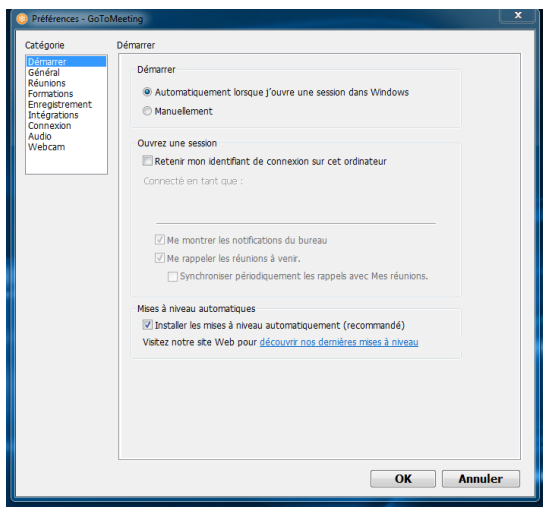 Préférences - GoToMeeting
x
Catégorie
Démarrer
Démarrer
Général
Réunions
Formations
Enregistrement
Intégrations
Connexion
Audio
Webcam
Démarrer
Automatiquement lorsque j'ouvre une session dans Windows
Manuellement
Ouvrez une session
Retenir mon identifiant de connexion sur cet ordinateur
Connecté en tant que :
Me montrer les notifications du bureau
Me rappeler les réunions à venir.
Synchroniser périodiquement les rappels avec Mes réunions.
Mises à niveau automatiques
Installer les mises à niveau automatiquement (recommandé)
Visitez notre site Web pour découvrir nos dernières mises à niveau
OK
Annuler